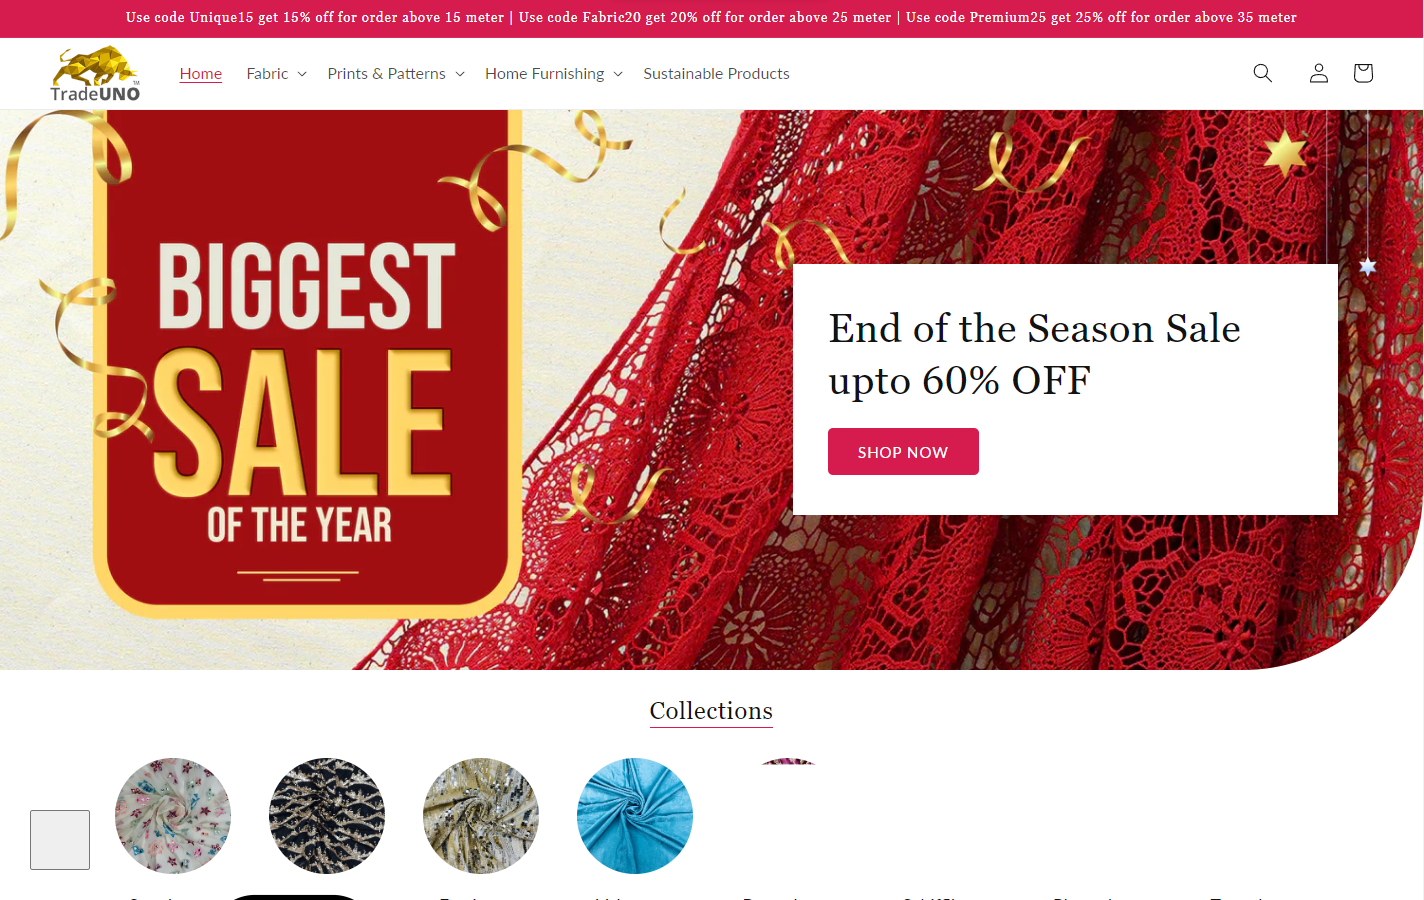 Use code Unique15 get 15% off for order above 15 meter | Use code Fabric20 get 20% off for order above 25 meter | Use code Premium25 get 25% off for order above 35 meter
TradeUNO
TM
Home
Fabric
Prints & Patterns
Home Furnishing
Sustainable Products
BIGGEST
SALE
OF THE YEAR
End of the Season Sale
upto 60% OFF
SHOP NOW
Collections